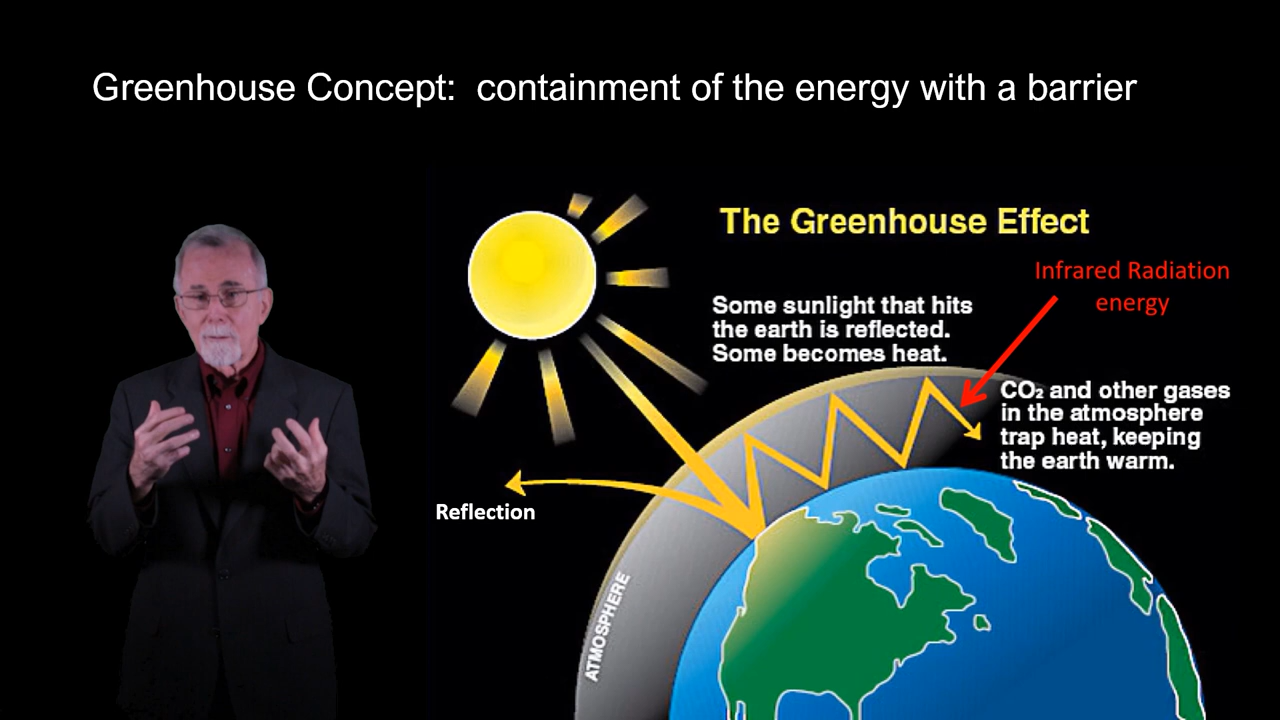 Greenhouse Concept:  containment of the energy with a barrier
The Greenhouse Effect
Infrared Radiation
energy
Some sunlight that hits
the earth is reflected.
Some becomes heat.
CO₂ and other gases
in the atmosphere
trap heat, keeping
the earth warm.
Reflection
ATMOSPHERE